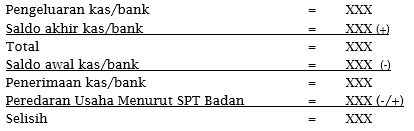 Pengeluaran kas/bank = XXX
Saldo akhir kas/bank = XXX (+)
Total = XXX
Saldo awal kas/bank = XXX (-)
Penerimaan kas/bank = XXX
Peredaran Usaha Menurut SPT Badan = XXX (-/+)
Selisih = XXX